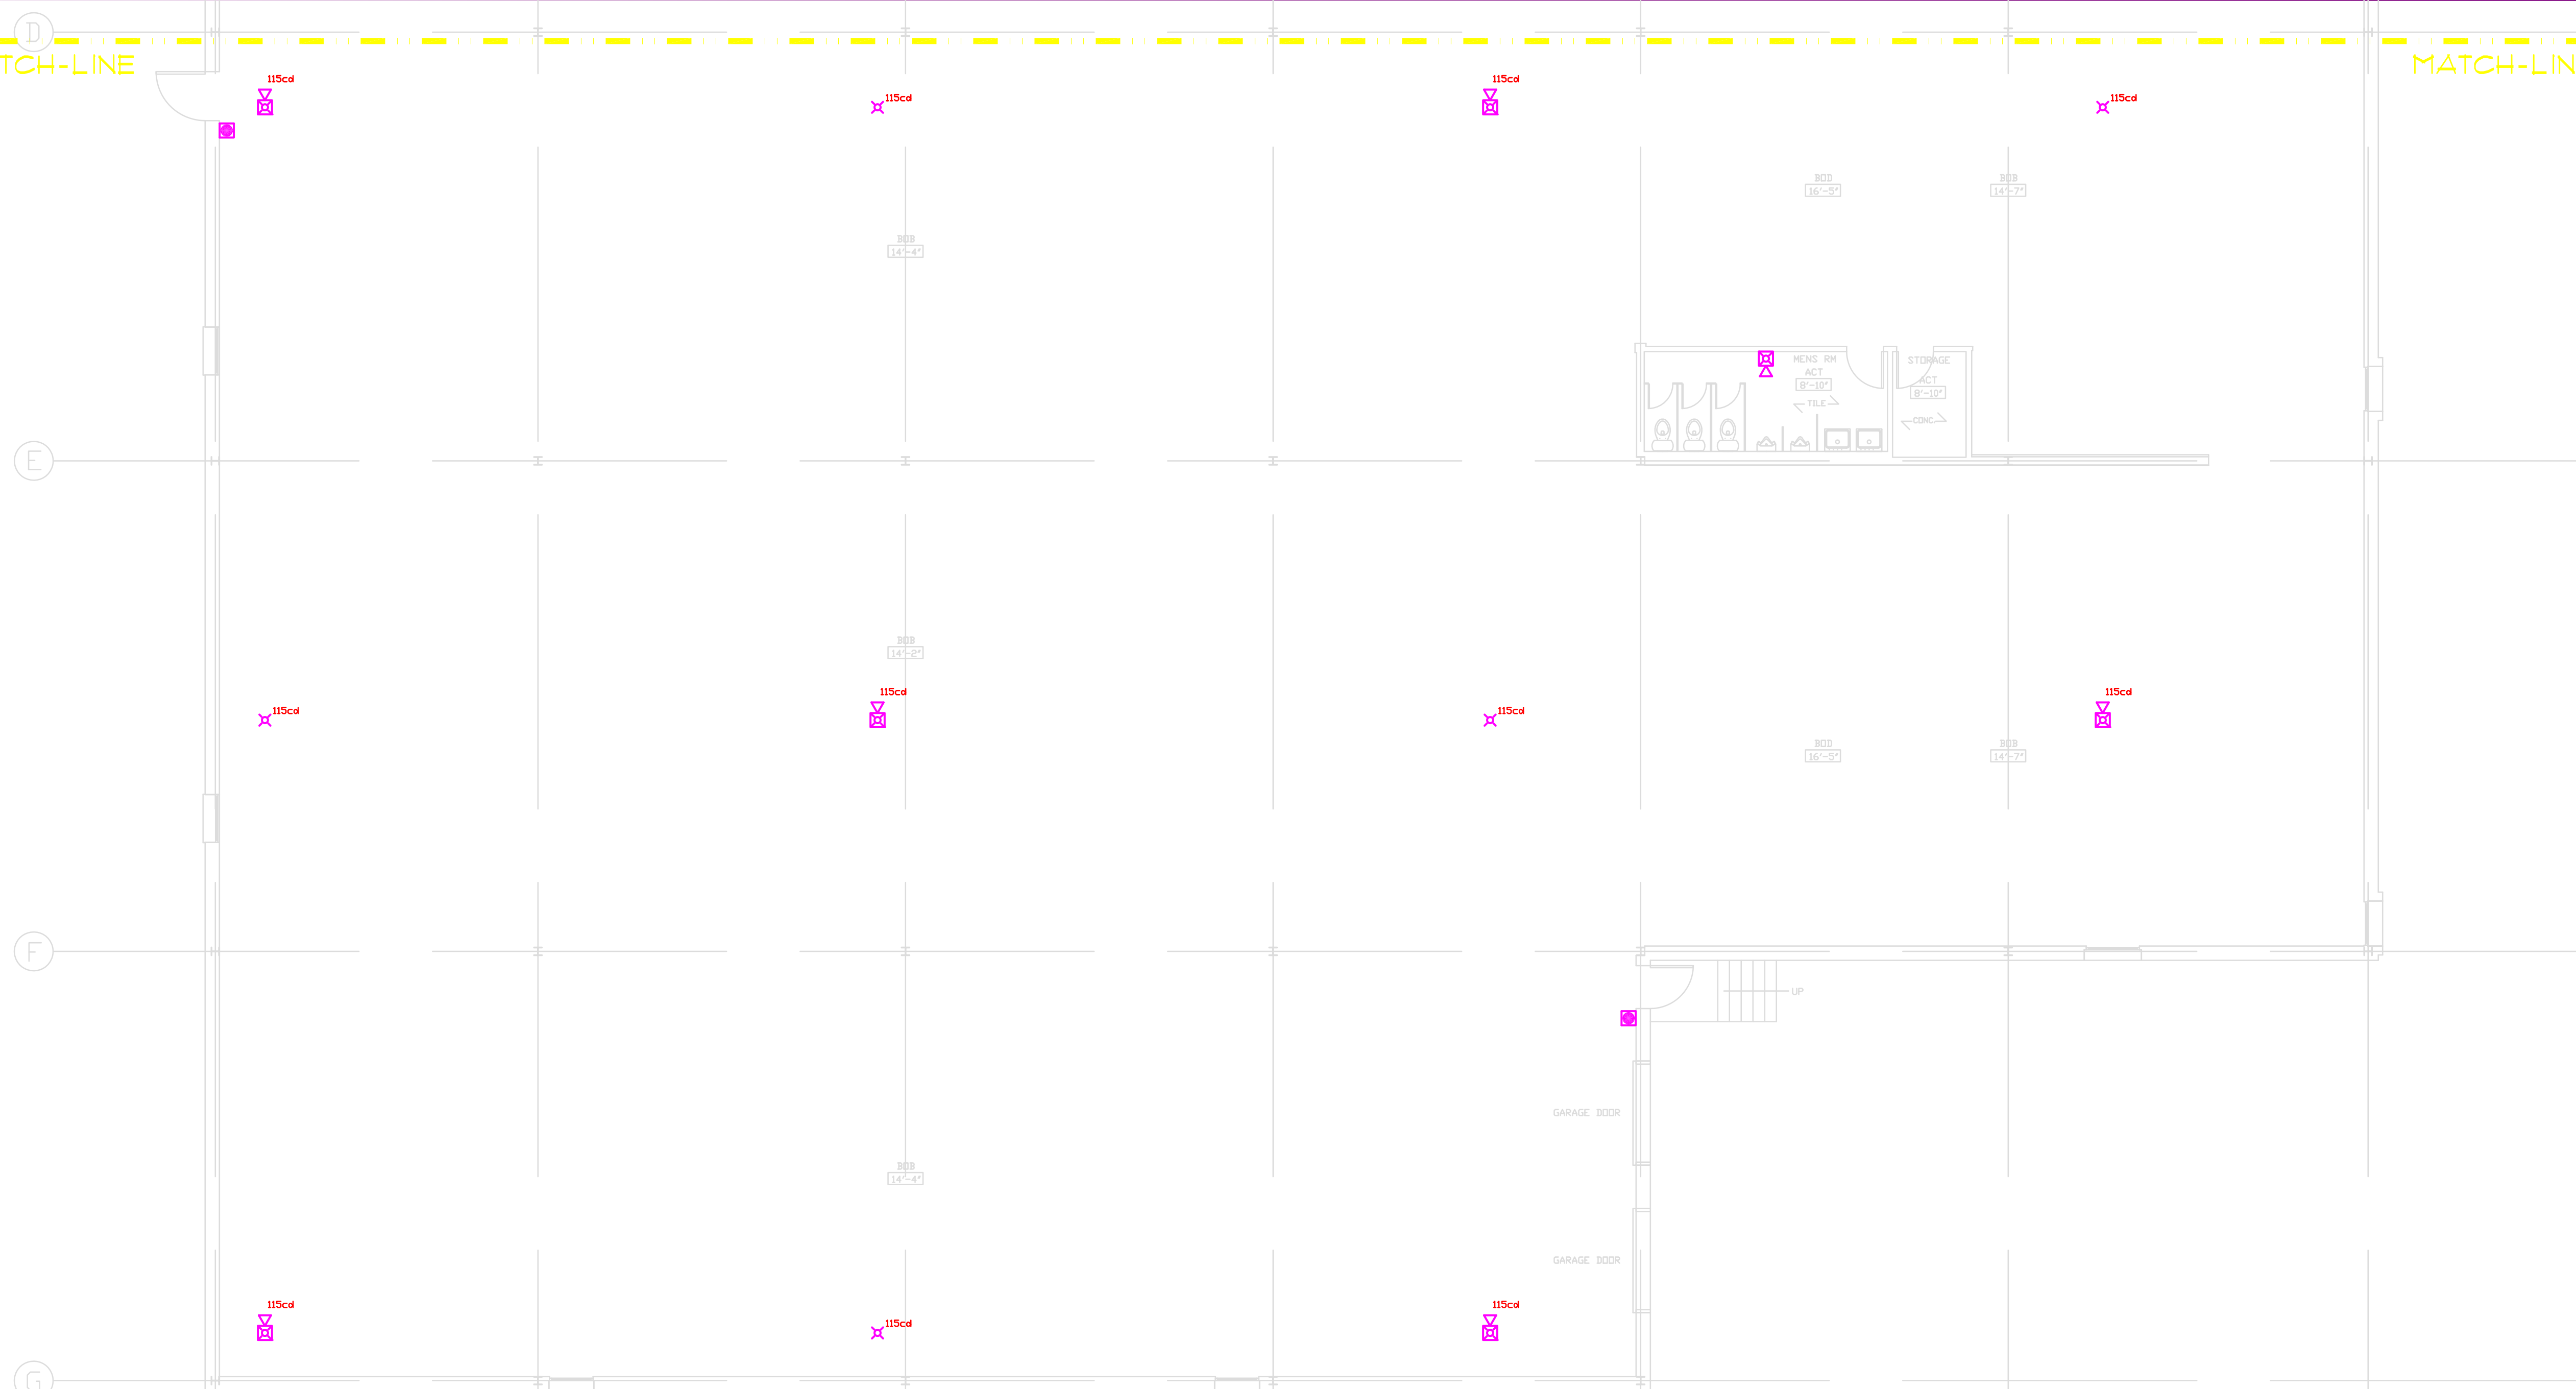 D
TCH-LINE
MATCH-LIN
115cd
115cd
115cd
115cd
BOD
16'-5"
BOB
14'-7"
BOB
14'-4"
MENS RM
ACT
8'-10"
TILE
STORAGE
ACT
8'-10"
CONC
E
BOB
14'-2"
115cd
115cd
115cd
115cd
BOD
16'-5"
BOB
14'-7"
F
UP
GARAGE DOOR
BOB
14'-4"
GARAGE DOOR
115cd
115cd
115cd
G